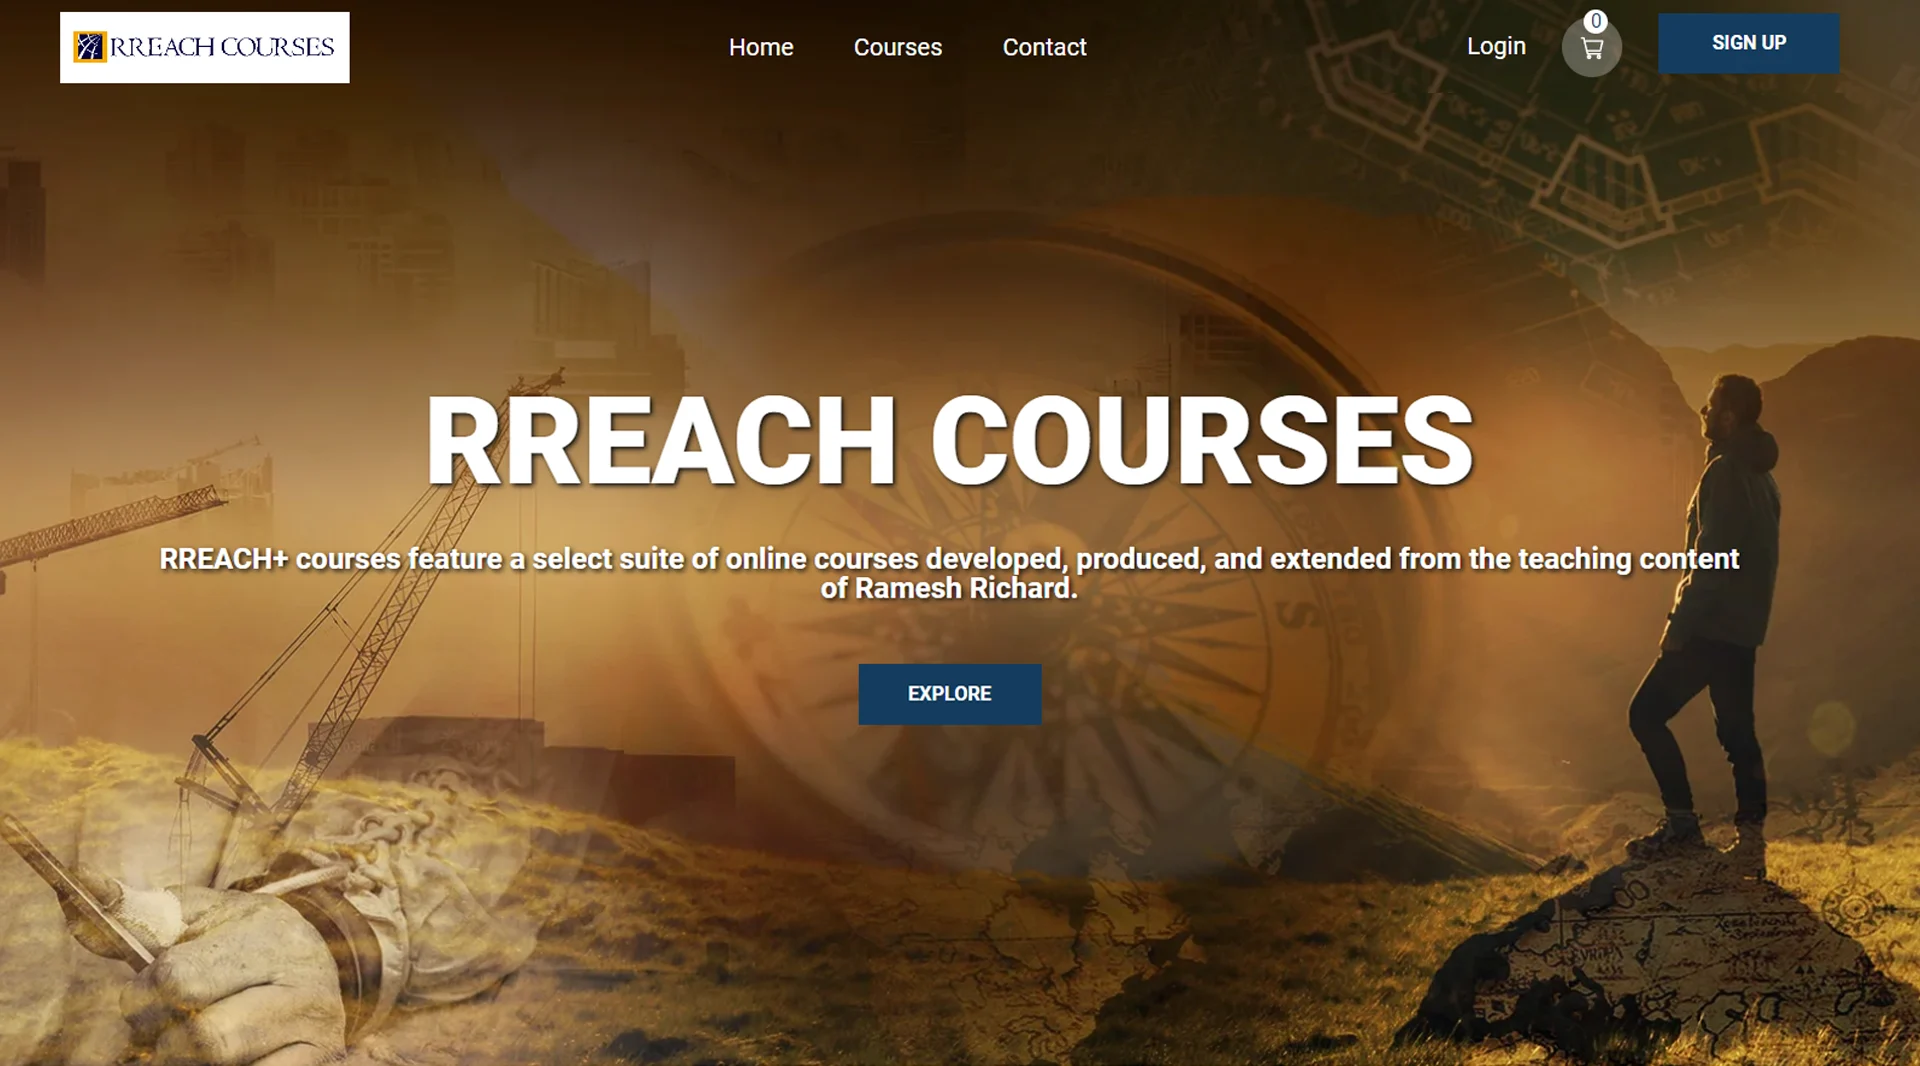 RREACH COURSES
Home
Courses
Contact
Login
0
SIGN UP
RREACH COURSES
RREACH+ courses feature a select suite of online courses developed, produced, and extended from the teaching content
of Ramesh Richard.
EXPLORE
S